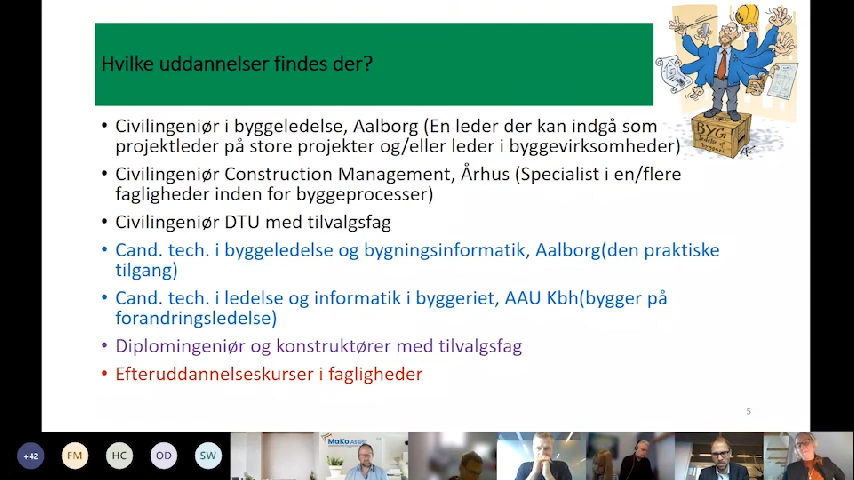 Hvilke uddannelser findes der?
• Civilingeniør i byggeledelse, Aalborg (En leder der kan indgå som
projektleder på store projekter og/eller leder i byggevirksomheder)
• Civilingeniør Construction Management, Århus (Specialist i en/flere
fagligheder inden for byggeprocesser)
• Civilingeniør DTU med tilvalgsfag
• Cand. tech. i byggeledelse og bygningsinformatik, Aalborg(den praktiske
tilgang)
• Cand. tech. i ledelse og informatik i byggeriet, AAU Kbh(bygger på
forandringsledelse)
• Diplomingeniør og konstruktører med tilvalgsfag
• Efteruddannelseskurser i fagligheder
BYG
5
+42
FM
HC
OD
SW
MaKoAssist